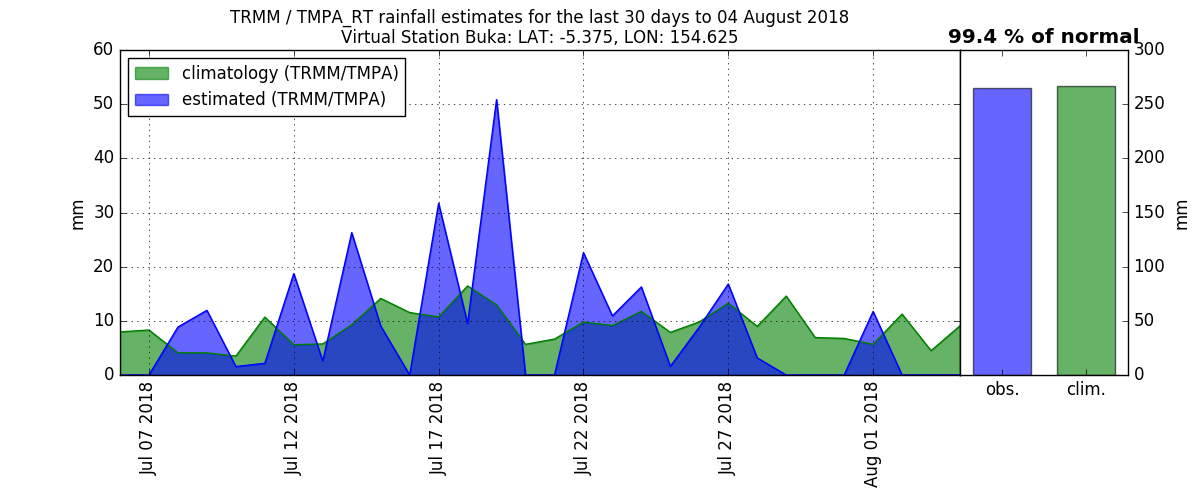 TRMM / TMPA_RT rainfall estimates for the last 30 days to 04 August 2018
Virtual Station Buka: LAT: -5.375, LON: 154.625
99.4 % of normal
climatology (TRMM/TMPA)
estimated (TRMM/TMPA)
60
50
40
30
20
10
0
mm
Jul 07 2018
Jul 12 2018
Jul 17 2018
Jul 22 2018
Jul 27 2018
Aug 01 2018
obs.
clim.
300
250
200
150
100
50
0
mm